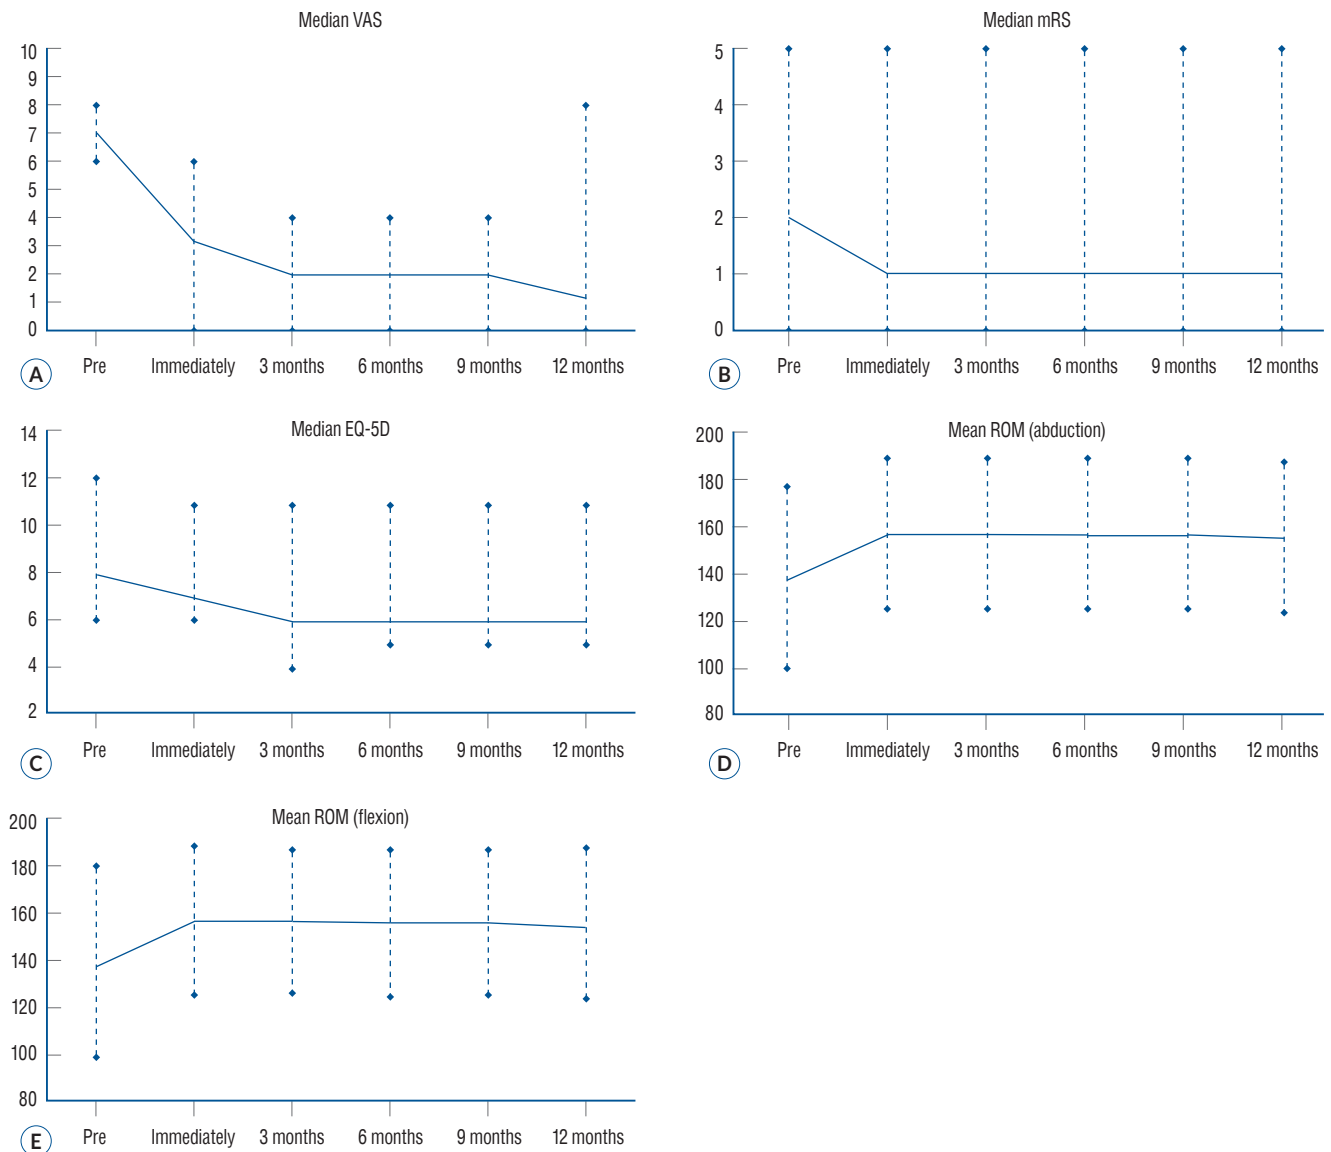 Median VAS
10
9
8
7
6
5
4
3
2
1
0
Pre Immediately 3 months 6 months 9 months 12 months
A
Median mRS
5
4
3
2
1
0
Pre Immediately 3 months 6 months 9 months 12 months
B
Median EQ-5D
14
12
10
8
6
4
2
Pre Immediately 3 months 6 months 9 months 12 months
C
Mean ROM (abduction)
200
180
160
140
120
100
80
Pre Immediately 3 months 6 months 9 months 12 months
D
Mean ROM (flexion)
200
180
160
140
120
100
80
Pre Immediately 3 months 6 months 9 months 12 months
E